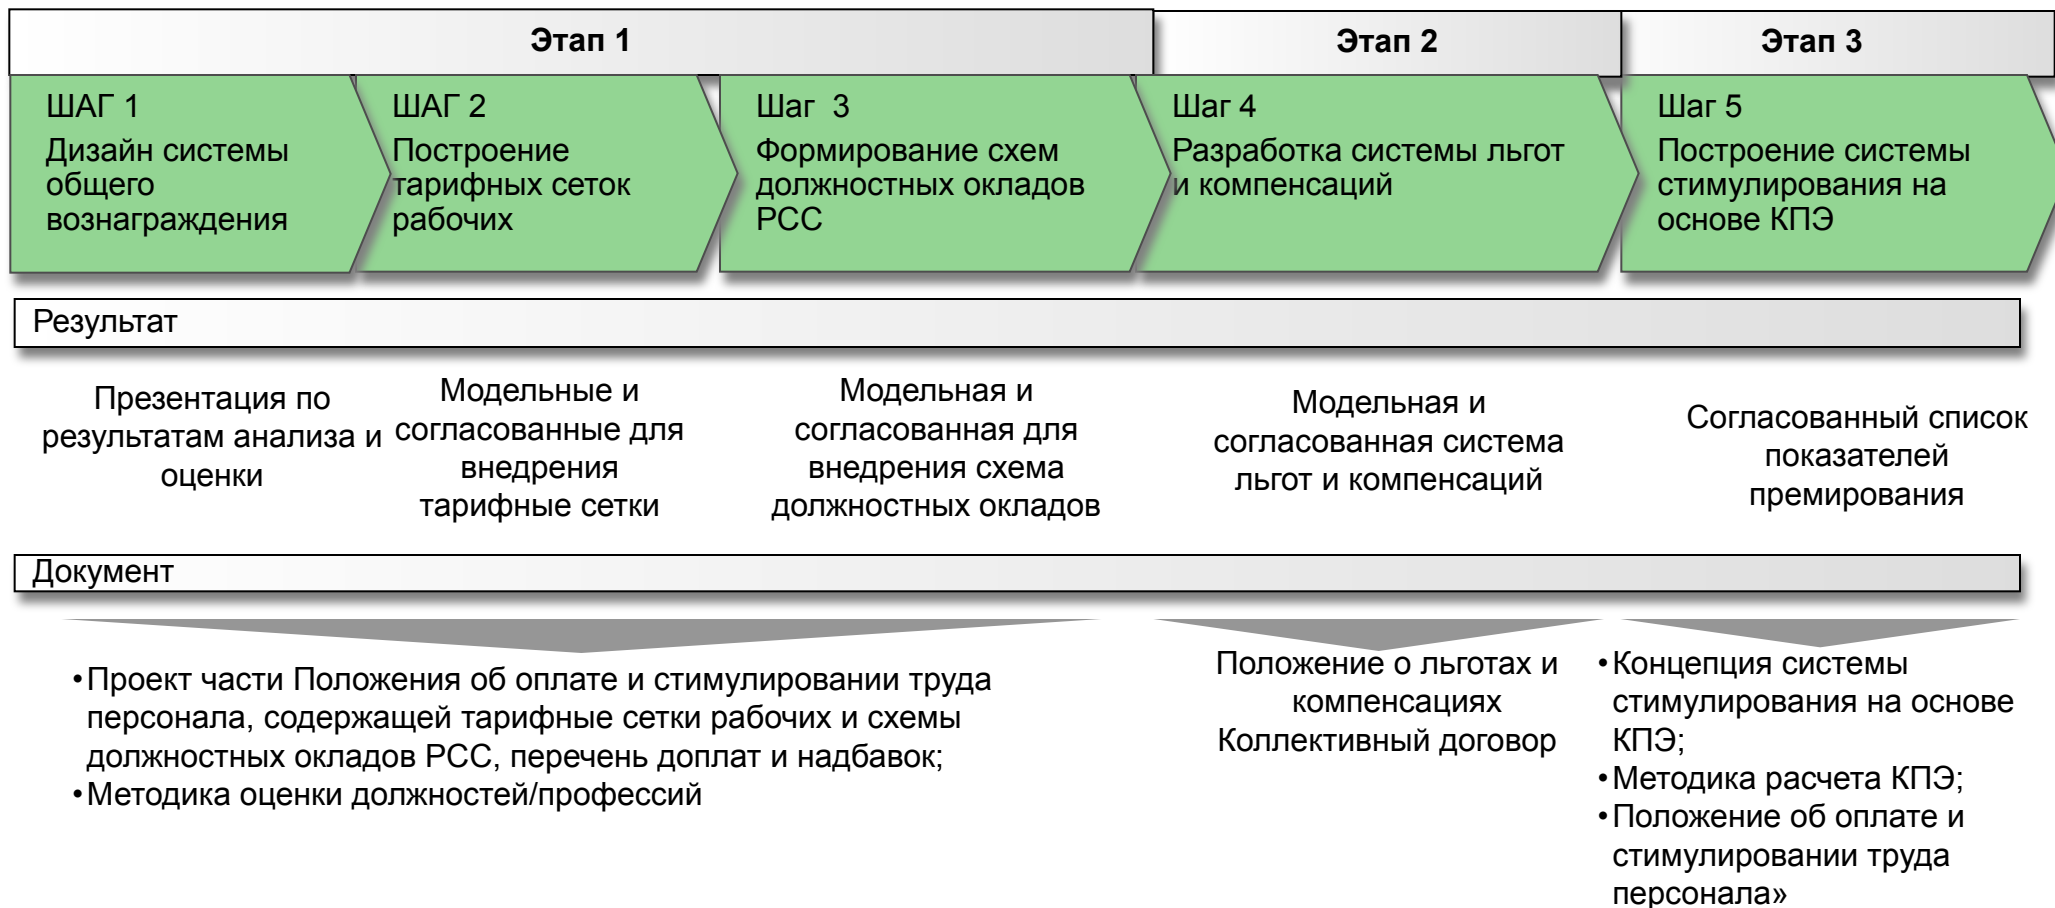 Этап 1
Этап 2
Этап 3
ШАГ 1
Дизайн системы
общего
вознаграждения
ШАГ 2
Построение
тарифных сеток
рабочих
Шаг 3
Формирование схем
должностных окладов
РСС
Шаг 4
Разработка системы льгот
и компенсаций
Шаг 5
Построение системы
стимулирования на
основе КПЭ
Результат
Презентация по
результатам анализа и
оценки
Модельные и
согласованные для
внедрения
тарифные сетки
Модельная и
согласованная для
внедрения схема
должностных окладов
Модельная и
согласованная система
льгот и компенсаций
Согласованный список
показателей
премирования
Документ
•Проект части Положения об оплате и стимулировании труда
персонала, содержащей тарифные сетки рабочих и схемы
должностных окладов РСС, перечень доплат и надбавок;
•Методика оценки должностей/профессий
Положение о льготах и
компенсациях
Коллективный договор
•Концепция системы
стимулирования на основе
КПЭ;
•Методика расчета КПЭ;
•Положение об оплате и
стимулировании труда
персонала»